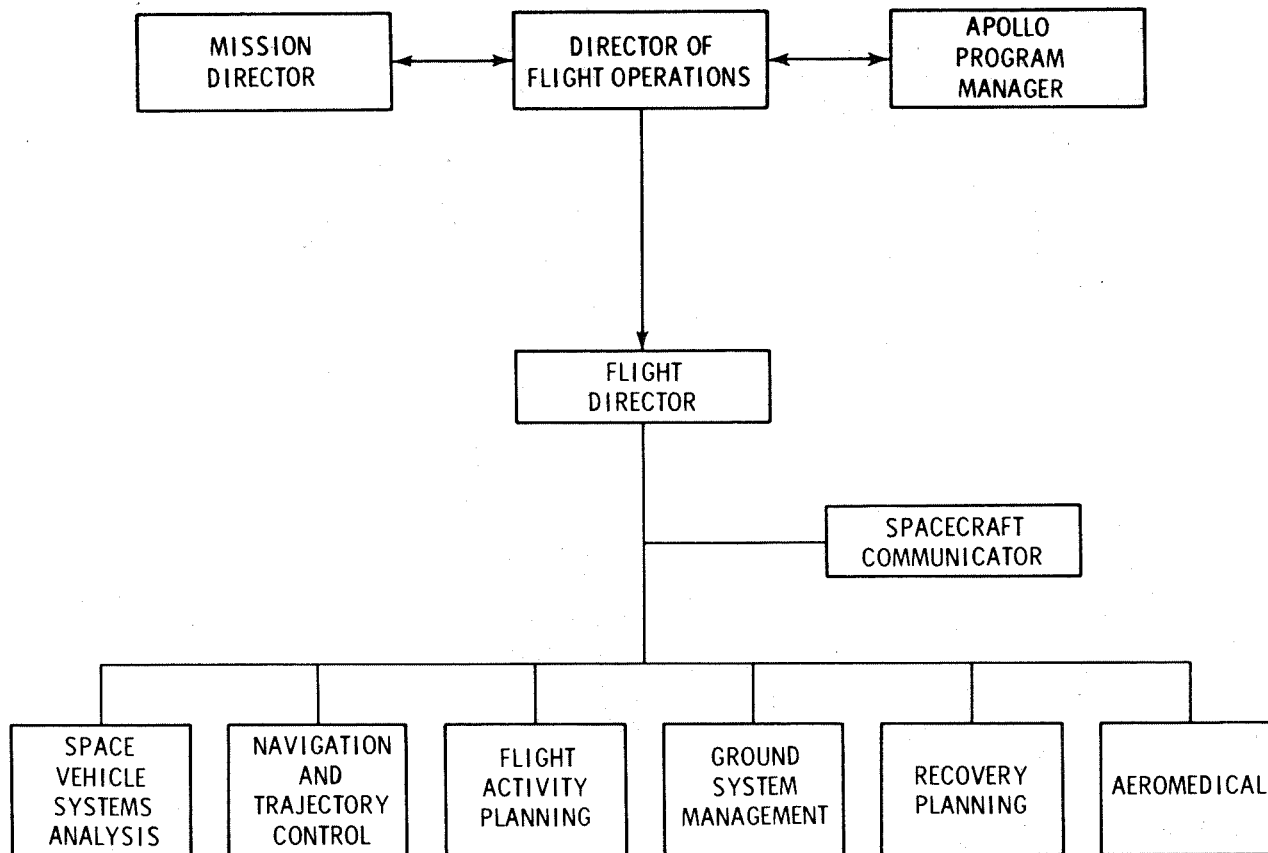 MISSION
DIRECTOR
DIRECTOR OF
FLIGHT OPERATIONS
APOLLO
PROGRAM
MANAGER
FLIGHT
DIRECTOR
SPACECRAFT
COMMUNICATOR
SPACE
VEHICLE
SYSTEMS
ANALYSIS
NAVIGATION
AND
TRAJECTORY
CONTROL
FLIGHT
ACTIVITY
PLANNING
GROUND
SYSTEM
MANAGEMENT
RECOVERY
PLANNING
AEROMEDICAL